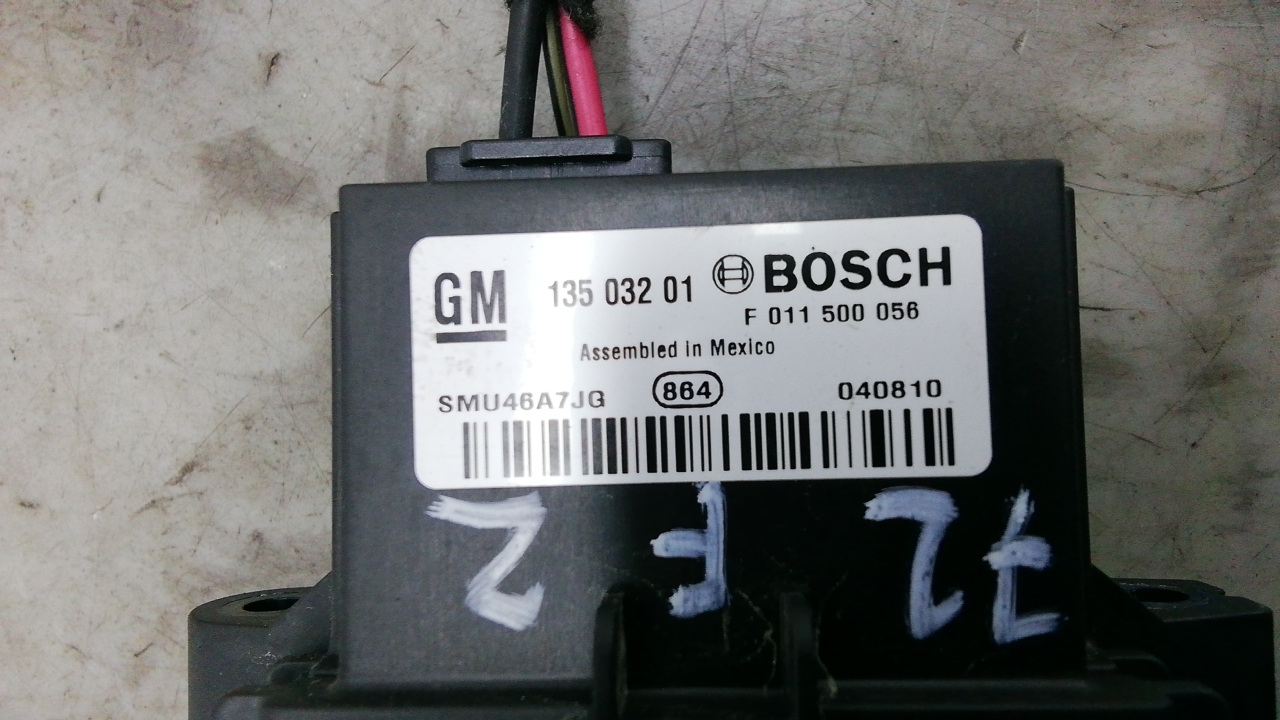 GM 135 032 01 BOSCH
F 011 500 056
Assembled in Mexico
SMU46A7JG 864 040810